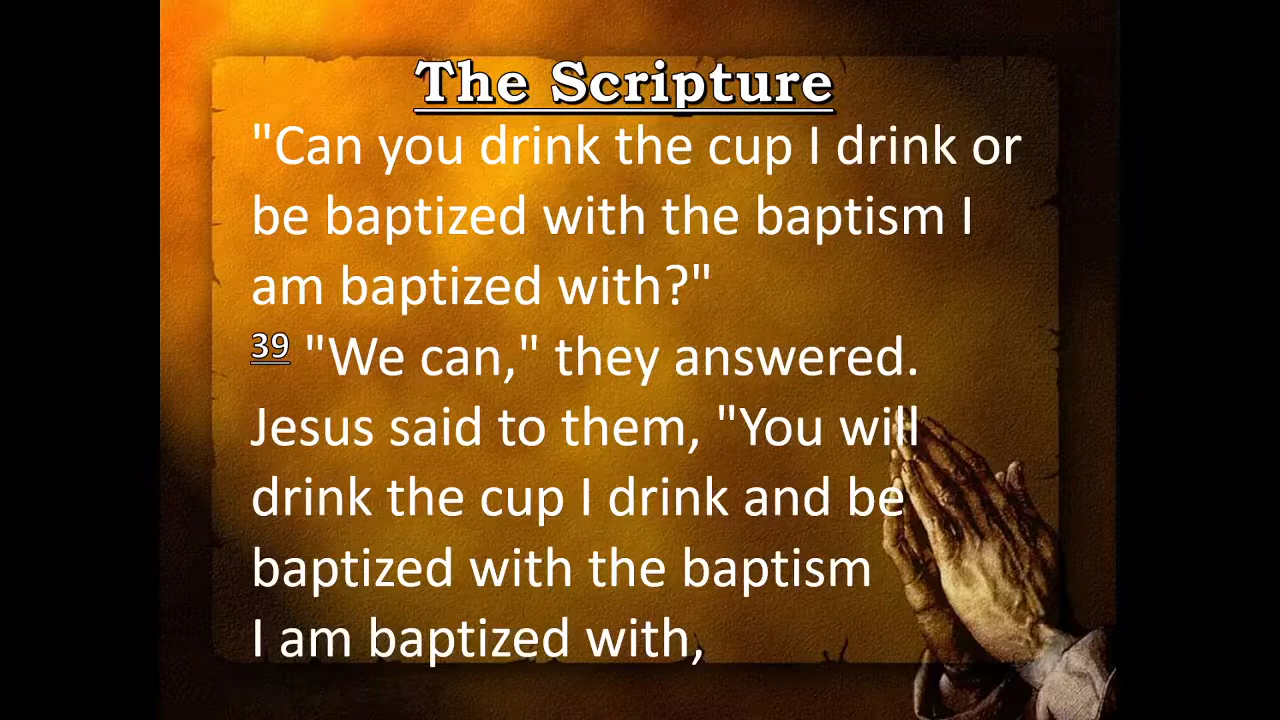 The Scripture
"Can you drink the cup I drink or
be baptized with the baptism I
am baptized with?"
39 "We can," they answered.
Jesus said to them, "You will
drink the cup I drink and be
baptized with the baptism
I am baptized with,